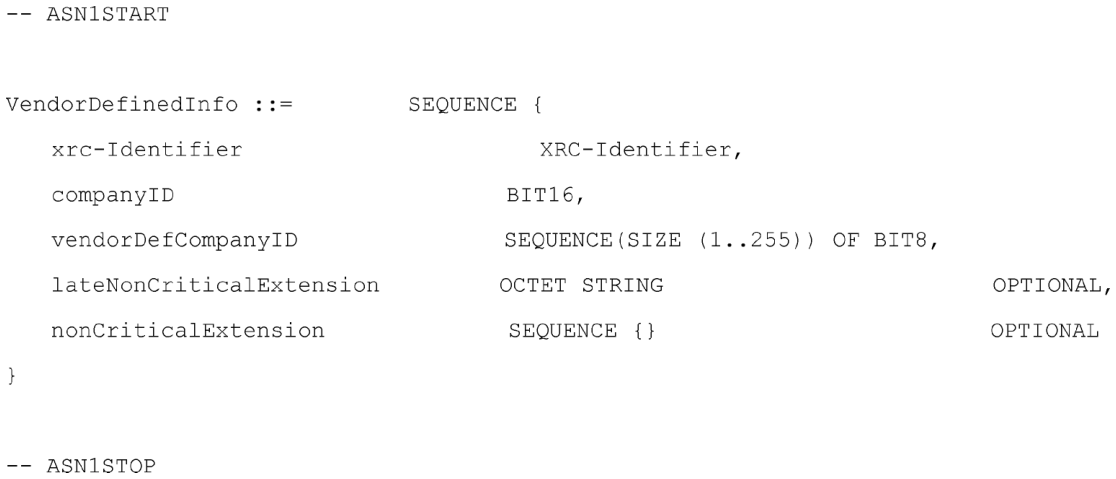 -- ASN1START
VendorDefinedInfo ::= SEQUENCE {
xrc-Identifier XRC-Identifier,
companyID BIT16,
vendorDefCompanyID SEQUENCE(SIZE (1..255)) OF BIT8,
lateNonCriticalExtension OCTET STRING OPTIONAL,
nonCriticalExtension SEQUENCE {} OPTIONAL
}
-- ASN1STOP